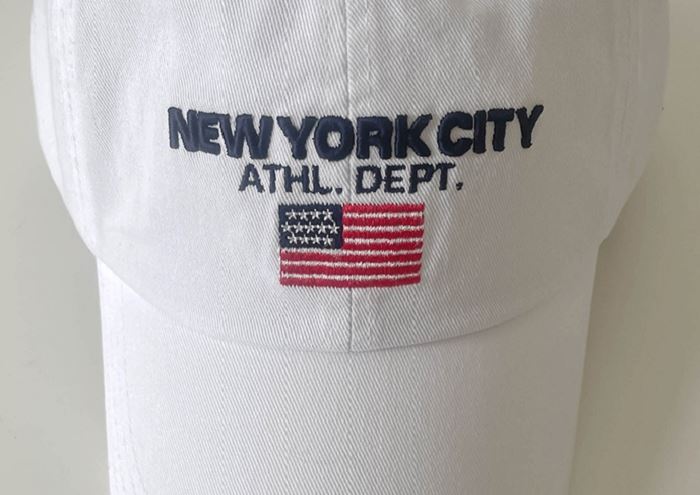 NEW YORK CITY
ATHL. DEPT.